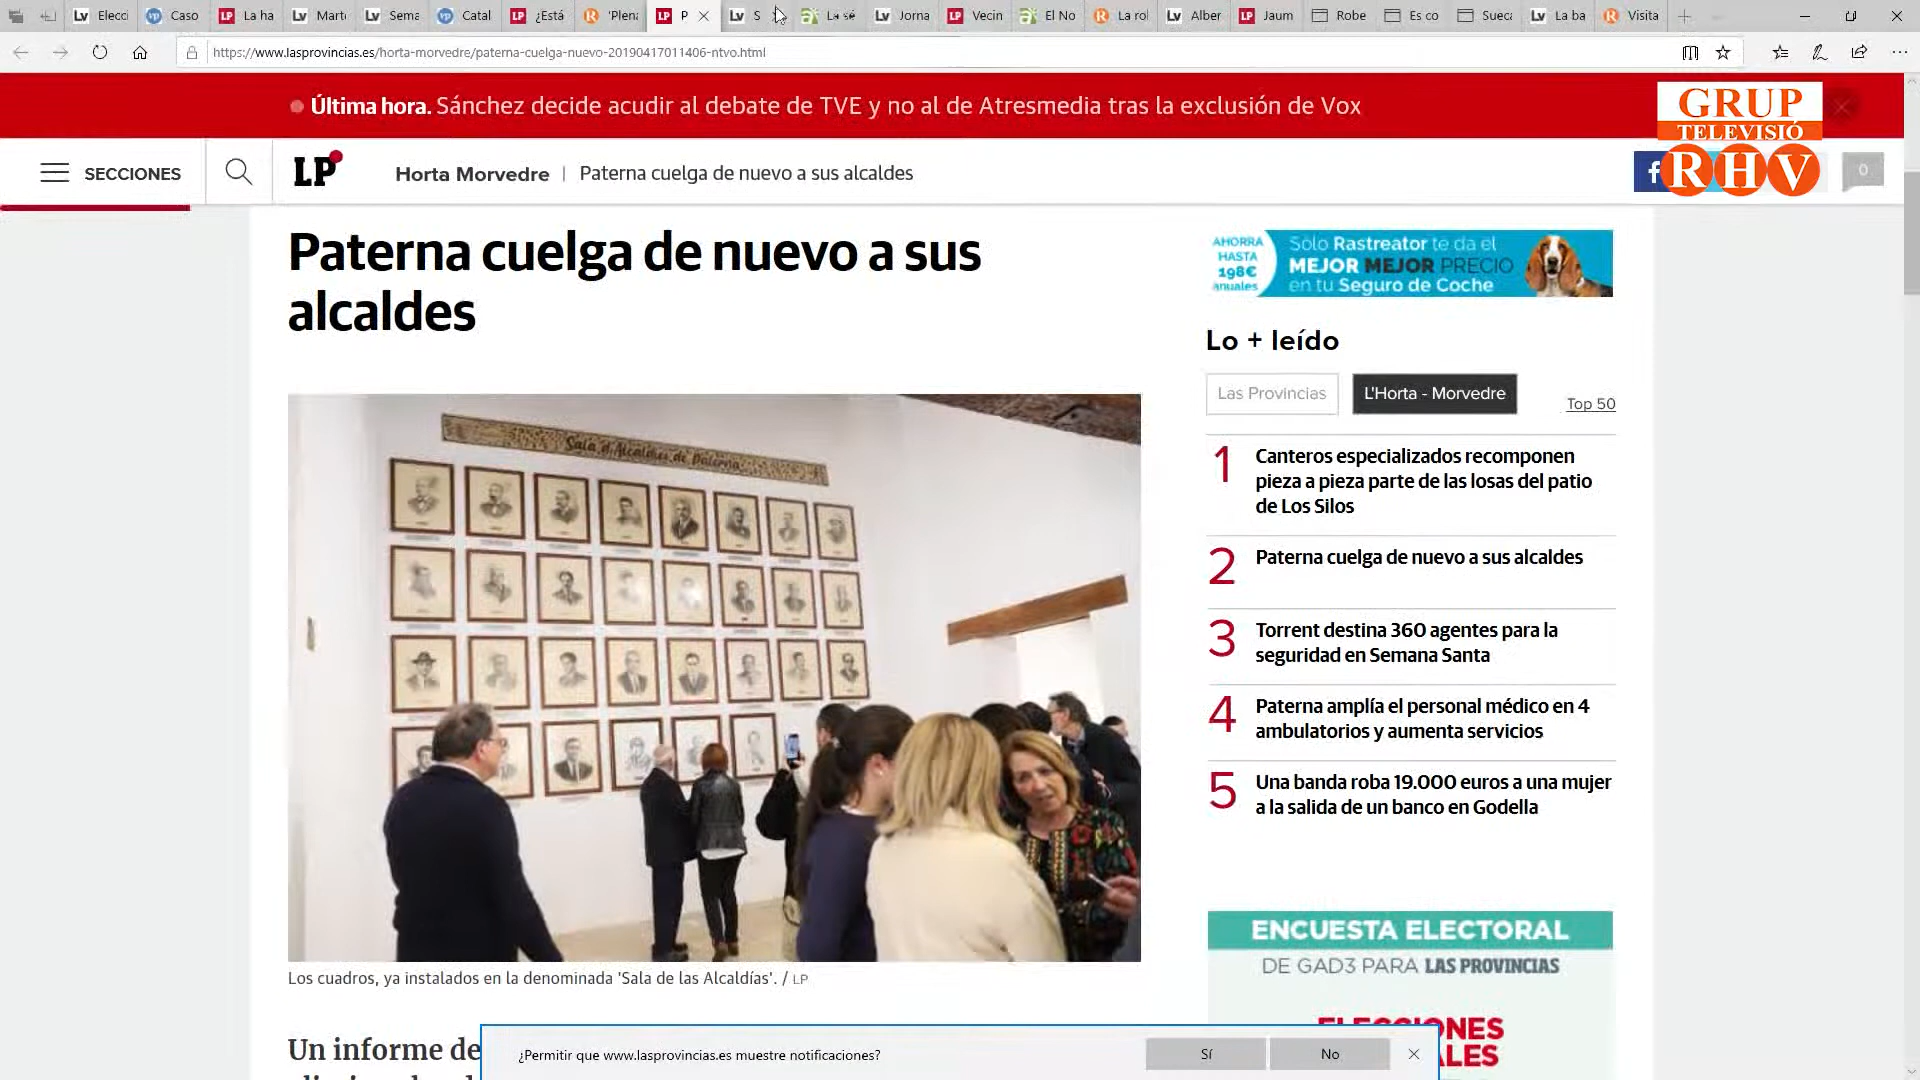 Elecci
Caso
La ha
Marte
Sema
Catal
¿Está
'Plena
P
S
La se
Jorna
Vecin
El No
La rol
Alber
Jaum
Robe
Es co
Sueca
La ba
Visita
https://www.lasprovincias.es/horta-morvedre/paterna-cuelga-nuevo-20190417011406-ntvo.html
Última hora. Sánchez decide acudir al debate de TVE y no al de Atresmedia tras la exclusión de Vox
GRUP
TELEVISIÓ
RHV
SECCIONES
LP
Horta Morvedre | Paterna cuelga de nuevo a sus alcaldes
f
0
Paterna cuelga de nuevo a sus
alcaldes
Sala d'Alcaldies de Paterna
Los cuadros, ya instalados en la denominada 'Sala de las Alcaldías'. / LP
Un informe de
AHORRA
HASTA
198€
anuales
Sólo Rastreator te da el
MEJOR MEJOR PRECIO
en tu Seguro de Coche
Lo + leído
Las Provincias
L'Horta - Morvedre
Top 50
1 Canteros especializados recomponen
pieza a pieza parte de las losas del patio
de Los Silos
2 Paterna cuelga de nuevo a sus alcaldes
3 Torrent destina 360 agentes para la
seguridad en Semana Santa
4 Paterna amplía el personal médico en 4
ambulatorios y aumenta servicios
5 Una banda roba 19.000 euros a una mujer
a la salida de un banco en Godella
ENCUESTA ELECTORAL
DE GAD3 PARA LAS PROVINCIAS
¿Permitir que www.lasprovincias.es muestre notificaciones?
Sí
No